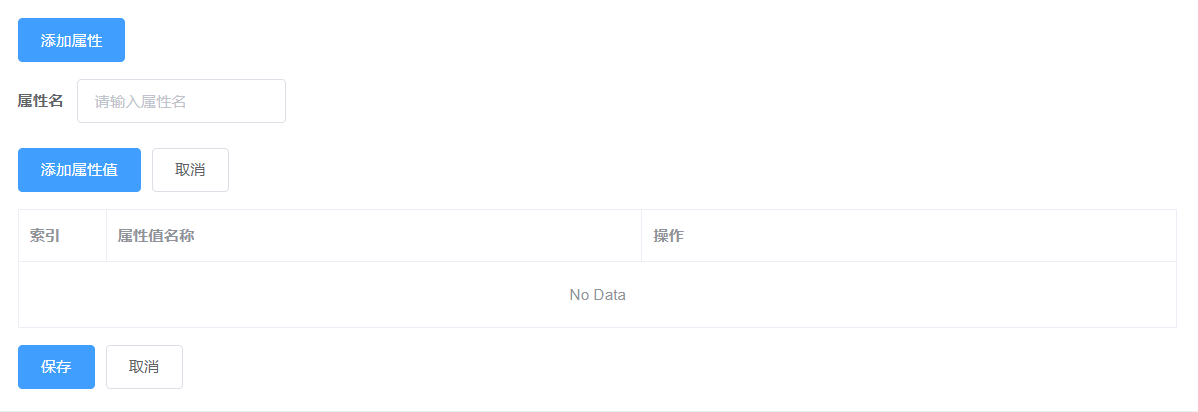 添加属性
属性名 请输入属性名
添加属性值 取消
索引 属性值名称 操作
No Data
保存 取消